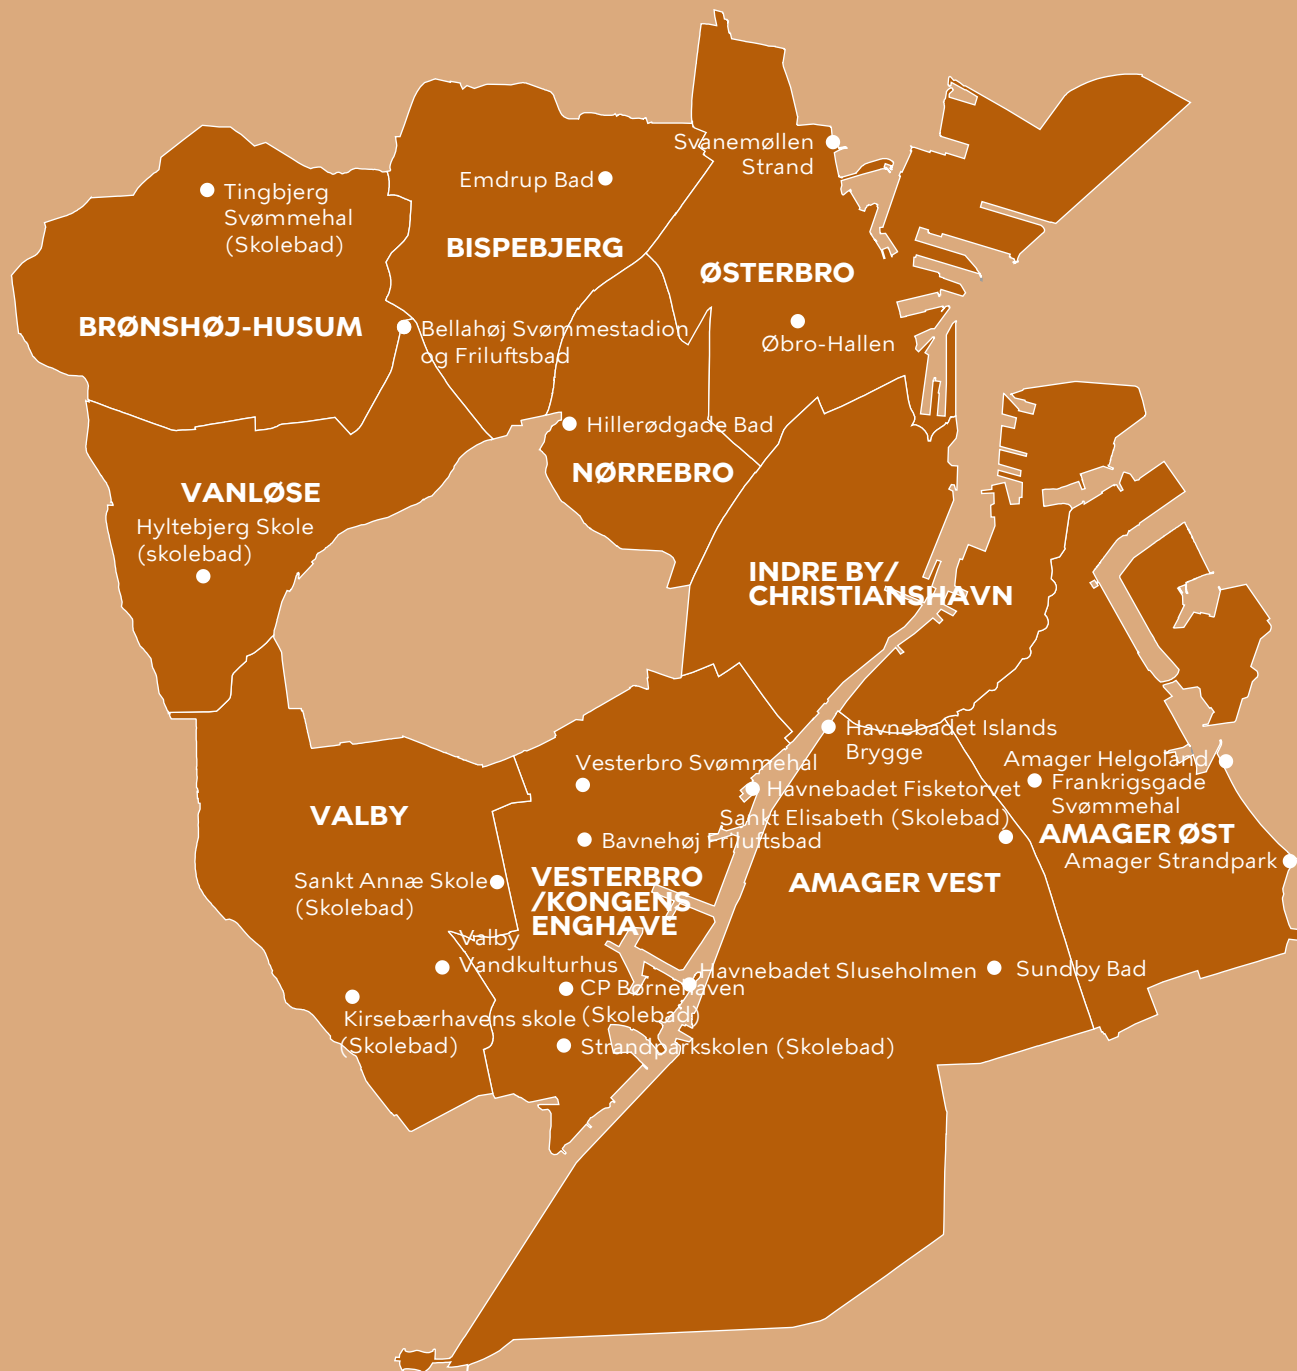 Svanemøllen
Strand
Emdrup Bad
Tingbjerg
Svømmehal
(Skolebad)
BISPEBJERG
ØSTERBRO
BRØNSHØJ-HUSUM
Bellahøj Svømmestadion
og Friluftsbad
Øbro-Hallen
Hillerødgade Bad
NØRREBRO
VANLØSE
Hyltebjerg Skole
(skolebad)
INDRE BY/
CHRISTIANSHAVN
Havnebadet Islands
Brygge
Vesterbro Svømmehal
Amager Helgoland
Frankrigsgade
Svømmehal
Havnebadet Fisketorvet
Sankt Elisabeth (Skolebad)
VALBY
AMAGER ØST
Bavnehøj Friluftsbad
Amager Strandpark
Sankt Annæ Skole
(Skolebad)
VESTERBRO
/KONGENS
ENGHAVE
AMAGER VEST
Valby
Vandkulturhus
Havnebadet Sluseholmen
Sundby Bad
CP Børnehaven
(Skolebad)
Kirsebærhavens skole
(Skolebad)
Strandparkskolen (Skolebad)